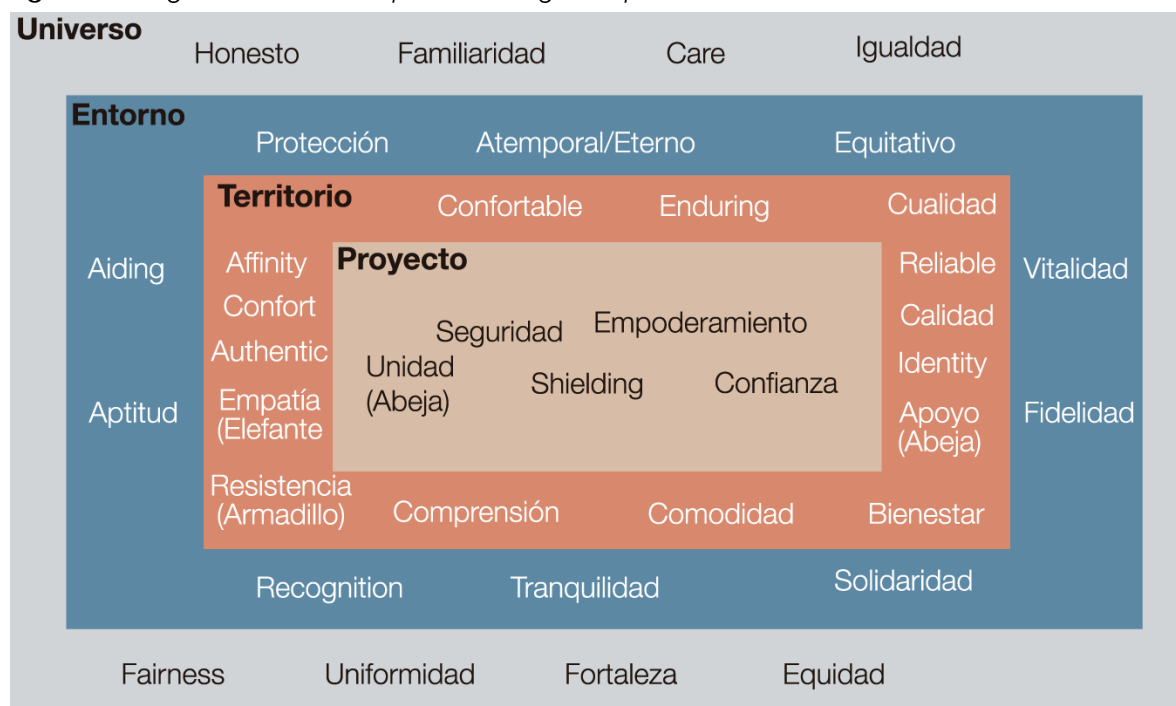 Universo
Honesto Familiaridad Care Igualdad
Entorno
Protección Atemporal/Eterno Equitativo
Territorio
Confortable Enduring Cualidad
Aiding
Affinity
Proyecto
Reliable
Vitalidad
Confort
Seguridad Empoderamiento
Calidad
Authentic
Unidad
(Abeja)
Shielding Confianza
Identity
Aptitud
Empatía
(Elefante
Apoyo
(Abeja)
Fidelidad
Resistencia
(Armadillo)
Comprensión Comodidad Bienestar
Recognition Tranquilidad Solidaridad
Fairness Uniformidad Fortaleza Equidad